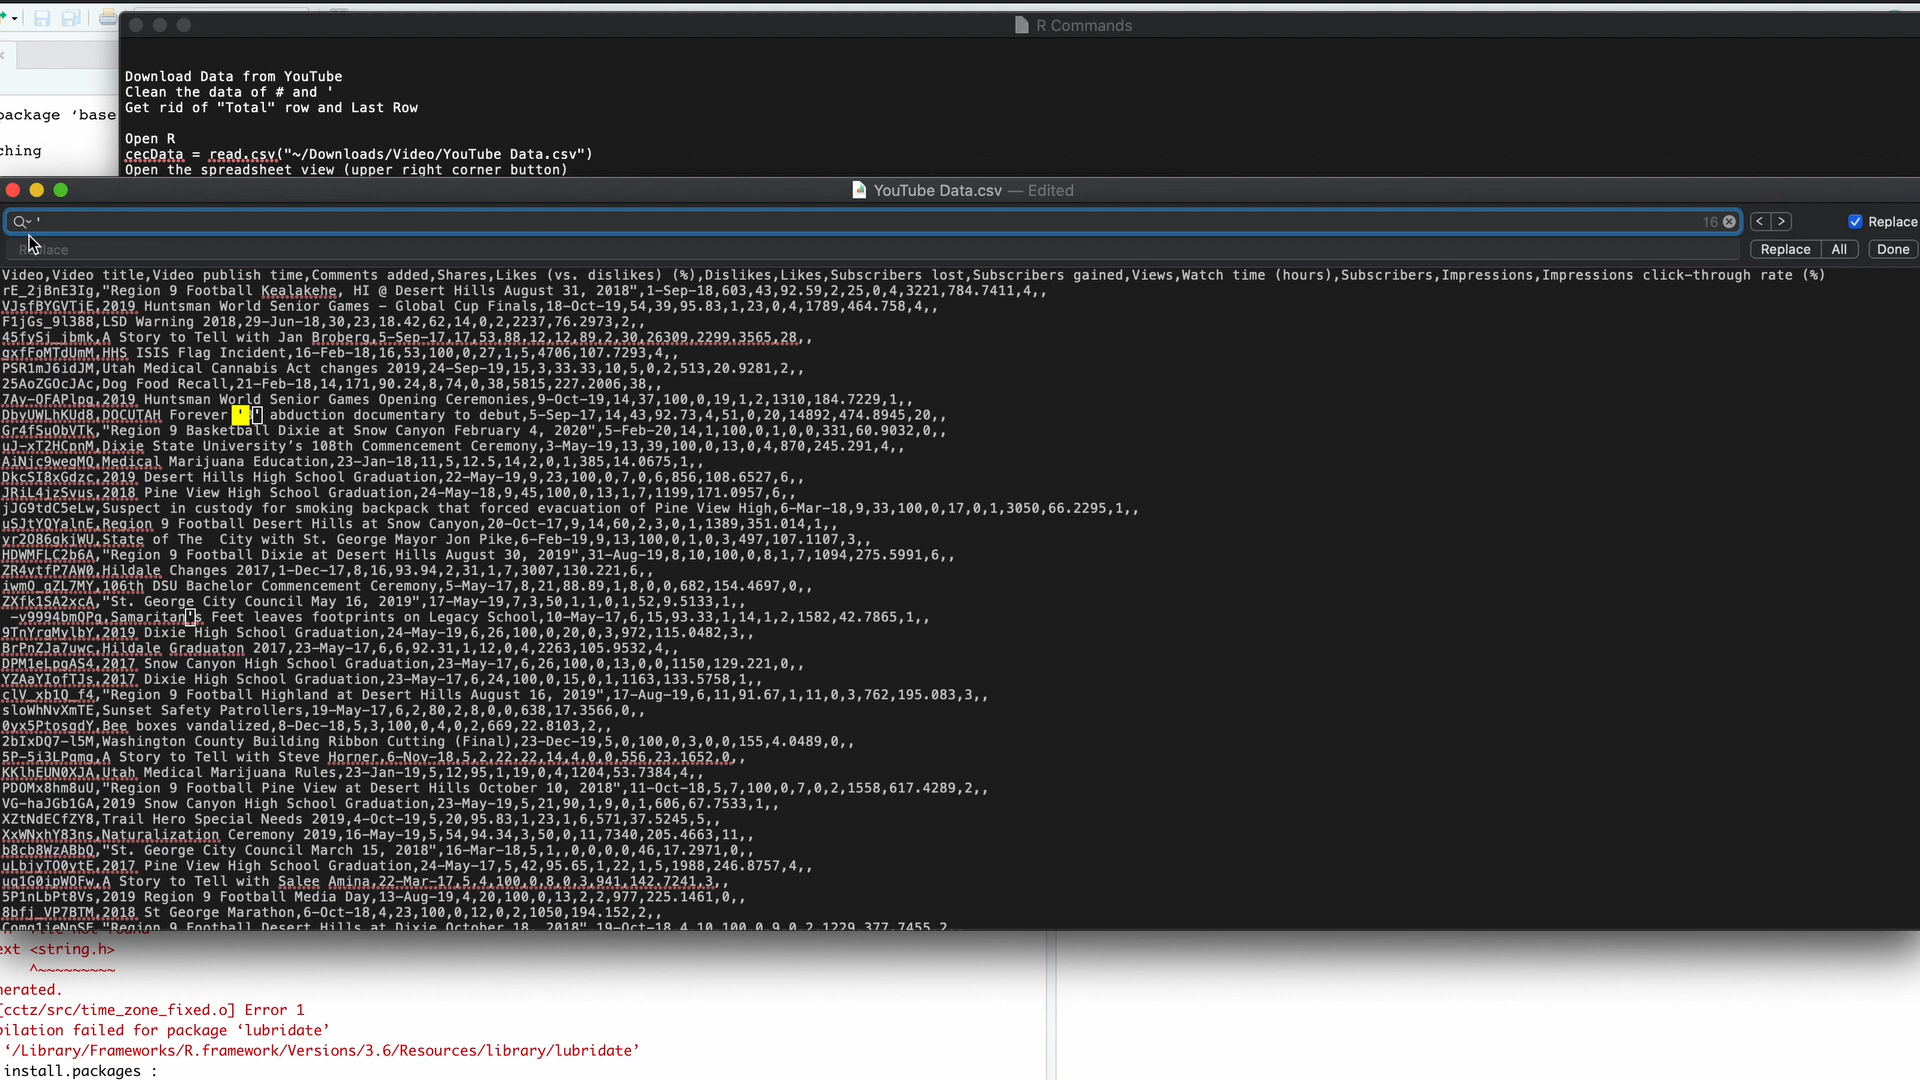 R Commands
package ‘base
ching
Download Data from YouTube
Clean the data of # and '
Get rid of "Total" row and Last Row
Open R
cecData = read.csv("~/Downloads/Video/YouTube Data.csv")
Open the spreadsheet view (upper right corner button)
YouTube Data.csv — Edited
' 16 Replace
Replace Replace All Done
Video,Video title,Video publish time,Comments added,Shares,Likes (vs. dislikes) (%),Dislikes,Likes,Subscribers lost,Subscribers gained,Views,Watch time (hours),Subscribers,Impressions,Impressions click-through rate (%)
rE_2jBnE3Ig,"Region 9 Football Kealakehe, HI @ Desert Hills August 31, 2018",1-Sep-18,603,43,92.59,2,25,0,4,3221,784.7411,4,,
VJsfBYGVTjE,2019 Huntsman World Senior Games - Global Cup Finals,18-Oct-19,54,39,95.83,1,23,0,4,1789,464.758,4,,
F1jGs_9l388,LSD Warning 2018,29-Jun-18,30,23,18.42,62,14,0,2,2237,76.2973,2,,
45fySj_jbmk,A Story to Tell with Jan Broberg,5-Sep-17,17,53,88.12,12,89,2,30,26309,2299.3565,28,,
gxfFoMTdUmM,HHS ISIS Flag Incident,16-Feb-18,16,53,100,0,27,1,5,4706,107.7293,4,,
PSR1mJ6idJM,Utah Medical Cannabis Act changes 2019,24-Sep-19,15,3,33.33,10,5,0,2,513,20.9281,2,,
25AoZGOcJAc,Dog Food Recall,21-Feb-18,14,171,90.24,8,74,0,38,5815,227.2006,38,,
7Ay-QFAPlpg,2019 Huntsman World Senior Games Opening Ceremonies,9-Oct-19,14,37,100,0,19,1,2,1310,184.7229,1,,
DbyUWLhKUd8,DOCUTAH Forever ' ' abduction documentary to debut,5-Sep-17,14,43,92.73,4,51,0,20,14892,474.8945,20,,
Gr4fSuObVTk,"Region 9 Basketball Dixie at Snow Canyon February 4, 2020",5-Feb-20,14,1,100,0,1,0,0,331,60.9032,0,,
uJ-xT2HCpnM,Dixie State University’s 108th Commencement Ceremony,3-May-19,13,39,100,0,13,0,4,870,245.291,4,,
AiNjc9wegMQ,Medical Marijuana Education,23-Jan-18,11,5,12.5,14,2,0,1,385,14.0675,1,,
DkcSI8xGdzc,2019 Desert Hills High School Graduation,22-May-19,9,23,100,0,7,0,6,856,108.6527,6,,
JRiL4jzSyus,2018 Pine View High School Graduation,24-May-18,9,45,100,0,13,1,7,1199,171.0957,6,,
jJG9tdC5eLw,Suspect in custody for smoking backpack that forced evacuation of Pine View High,6-Mar-18,9,33,100,0,17,0,1,3050,66.2295,1,,
uSJtYQYalnE,Region 9 Football Desert Hills at Snow Canyon,20-Oct-17,9,14,60,2,3,0,1,1389,351.014,1,,
vr2O86gkjWU,State of The  City with St. George Mayor Jon Pike,6-Feb-19,9,13,100,0,1,0,3,497,107.1107,3,,
HDWMFLC2b6A,"Region 9 Football Dixie at Desert Hills August 30, 2019",31-Aug-19,8,10,100,0,8,1,7,1094,275.5991,6,,
ZR4vtfP7AW0,Hildale Changes 2017,1-Dec-17,8,16,93.94,2,31,1,7,3007,130.221,6,,
iwmQ_gZL7MY,106th DSU Bachelor Commencement Ceremony,5-May-17,8,21,88.89,1,8,0,0,682,154.4697,0,,
ZXfk1SA2xcA,"St. George City Council May 16, 2019",17-May-19,7,3,50,1,1,0,1,52,9.5133,1,,
-v9994bmQPg,Samaritan's Feet leaves footprints on Legacy School,10-May-17,6,15,93.33,1,14,1,2,1582,42.7865,1,,
9TnYrgMylbY,2019 Dixie High School Graduation,24-May-19,6,26,100,0,20,0,3,972,115.0482,3,,
BrPnZJa7uwc,Hildale Graduaton 2017,23-May-17,6,6,92.31,1,12,0,4,2263,105.9532,4,,
DPM1eLpgAS4,2017 Snow Canyon High School Graduation,23-May-17,6,26,100,0,13,0,0,1150,129.221,0,,
YZAaYIofTJs,2017 Dixie High School Graduation,23-May-17,6,24,100,0,15,0,1,1163,133.5758,1,,
clV_xb1Q_f4,"Region 9 Football Highland at Desert Hills August 16, 2019",17-Aug-19,6,11,91.67,1,11,0,3,762,195.083,3,,
sloWhNvXmTE,Sunset Safety Patrollers,19-May-17,6,2,80,2,8,0,0,638,17.3566,0,,
0yx5PtosgdY,Bee boxes vandalized,8-Dec-18,5,3,100,0,4,0,2,669,22.8103,2,,
2bIxDQ7-l5M,Washington County Building Ribbon Cutting (Final),23-Dec-19,5,0,100,0,3,0,0,155,4.0489,0,,
5P-5i3LPgmg,A Story to Tell with Steve Horner,6-Nov-18,5,2,22.22,14,4,0,0,556,23.1652,0,,
KKlhEUN0XJA,Utah Medical Marijuana Rules,23-Jan-19,5,12,95,1,19,0,4,1204,53.7384,4,,
PDOMx8hm8uU,"Region 9 Football Pine View at Desert Hills October 10, 2018",11-Oct-18,5,7,100,0,7,0,2,1558,617.4289,2,,
VG-haJGb1GA,2019 Snow Canyon High School Graduation,23-May-19,5,21,90,1,9,0,1,606,67.7533,1,,
XZtNdECfZY8,Trail Hero Special Needs 2019,4-Oct-19,5,20,95.83,1,23,1,6,571,37.5245,5,,
XxWNxhY83ns,Naturalization Ceremony 2019,16-May-19,5,54,94.34,3,50,0,11,7340,205.4663,11,,
b8cb8WzABbQ,"St. George City Council March 15, 2018",16-Mar-18,5,1,,0,0,0,0,46,17.2971,0,,
uLbjyTO0ytE,2017 Pine View High School Graduation,24-May-17,5,42,95.65,1,22,1,5,1988,246.8757,4,,
ug1G0jpWOFw,A Story to Tell with Salee Amina,22-Mar-17,5,4,100,0,8,0,3,941,142.7241,3,,
5P1nLbPt8Vs,2019 Region 9 Football Media Day,13-Aug-19,4,20,100,0,13,2,2,977,225.1461,0,,
8bfj_VP7BTM,2018 St George Marathon,6-Oct-18,4,23,100,0,12,0,2,1050,194.152,2,,
Comg1jeNpSE,"Region 9 Football Desert Hills at Dixie October 18, 2018",19-Oct-18,4,10,100,0,9,0,2,1229,377.7455,2,,
ext <string.h>
^~~~~~~~~~
nerated.
[cctz/src/time_zone_fixed.o] Error 1
pilation failed for package ‘lubridate’
‘/Library/Frameworks/R.framework/Versions/3.6/Resources/library/lubridate’
install.packages :